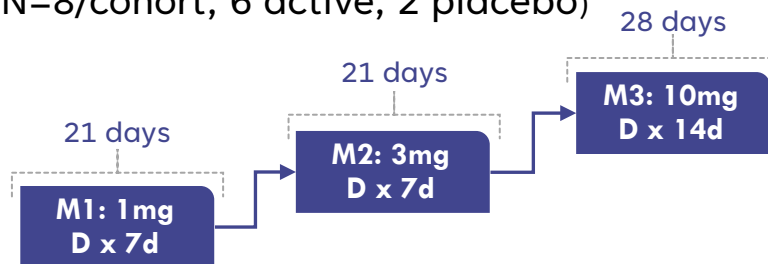 N=8/cohort, 6 active, 2 placebo)
28 days
21 days
M3: 10mg
D x 14d
21 days
M2: 3mg
D x 7d
M1: 1mg
D x 7d